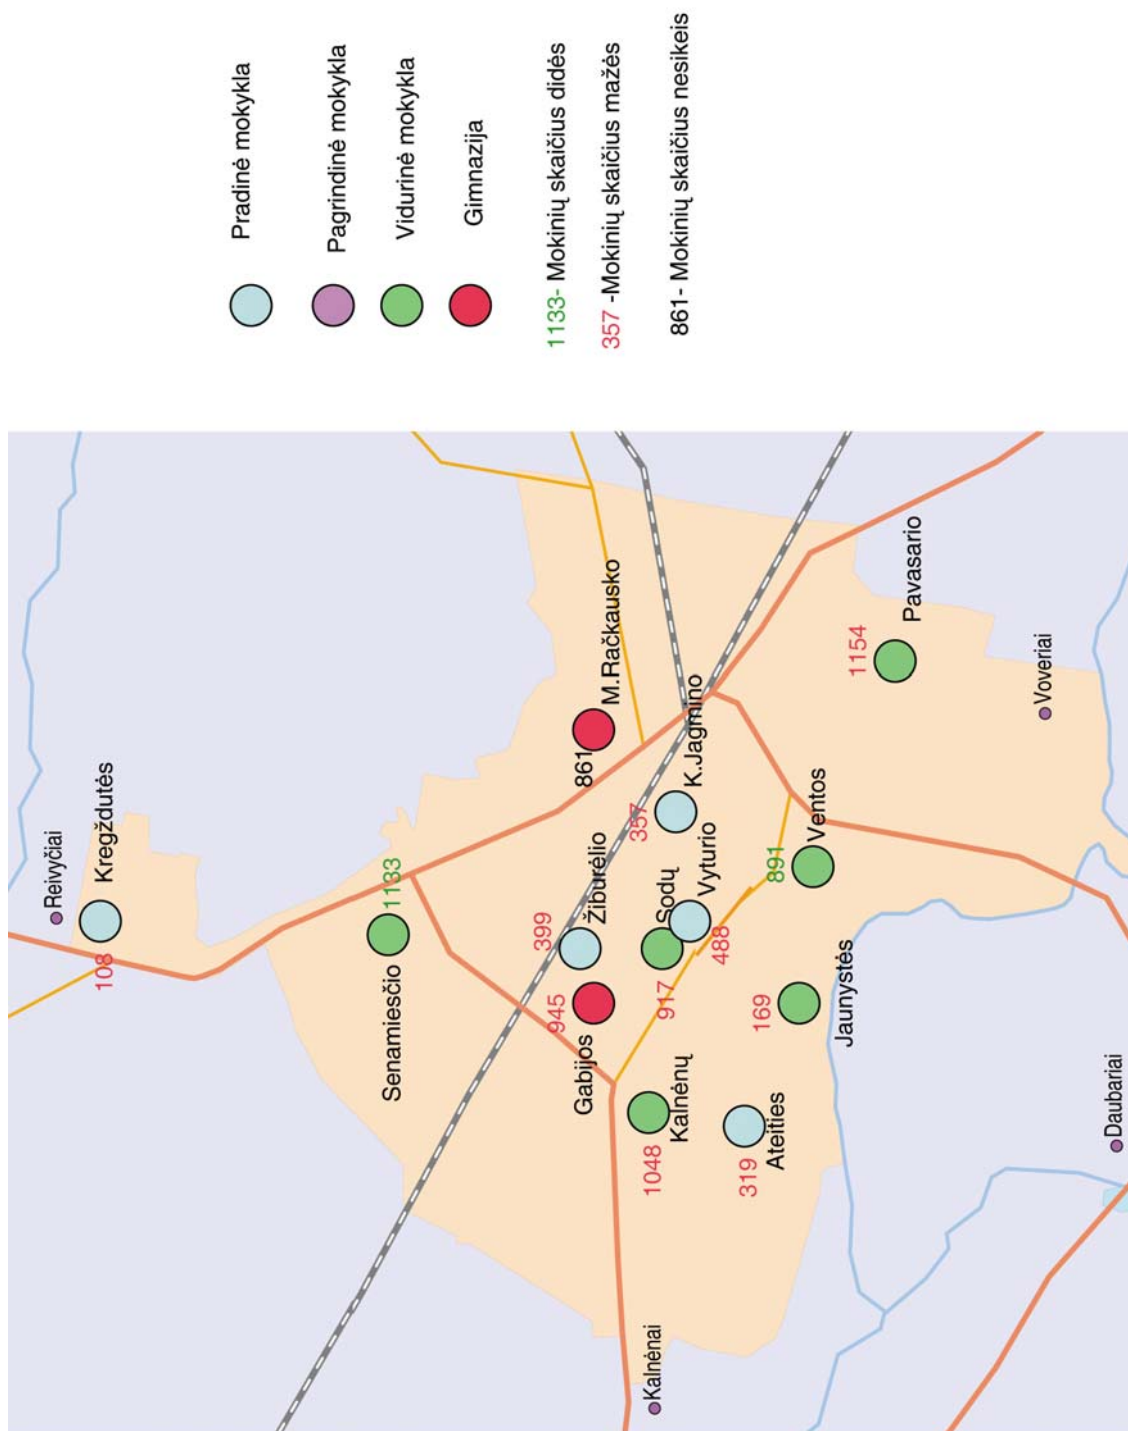 Pradinė mokykla
Pagrindinė mokykla
Vidurinė mokykla
Gimnazija
1133- Mokinių skaičius didės
357 -Mokinių skaičius mažės
861- Mokinių skaičius nesikeis
Reivyčiai
Kregždutės
108
1133
Senamiesčio
399
Žiburėlio
945
Gabijos
861
M.Račkausko
357
K.Jagmino
Sodų
917
Vyturio
488
Kalnėnų
1048
319
Ateities
169
Jaunystės
891
Ventos
1154
Pavasario
Voveriai
Kalnėnai
Daubariai